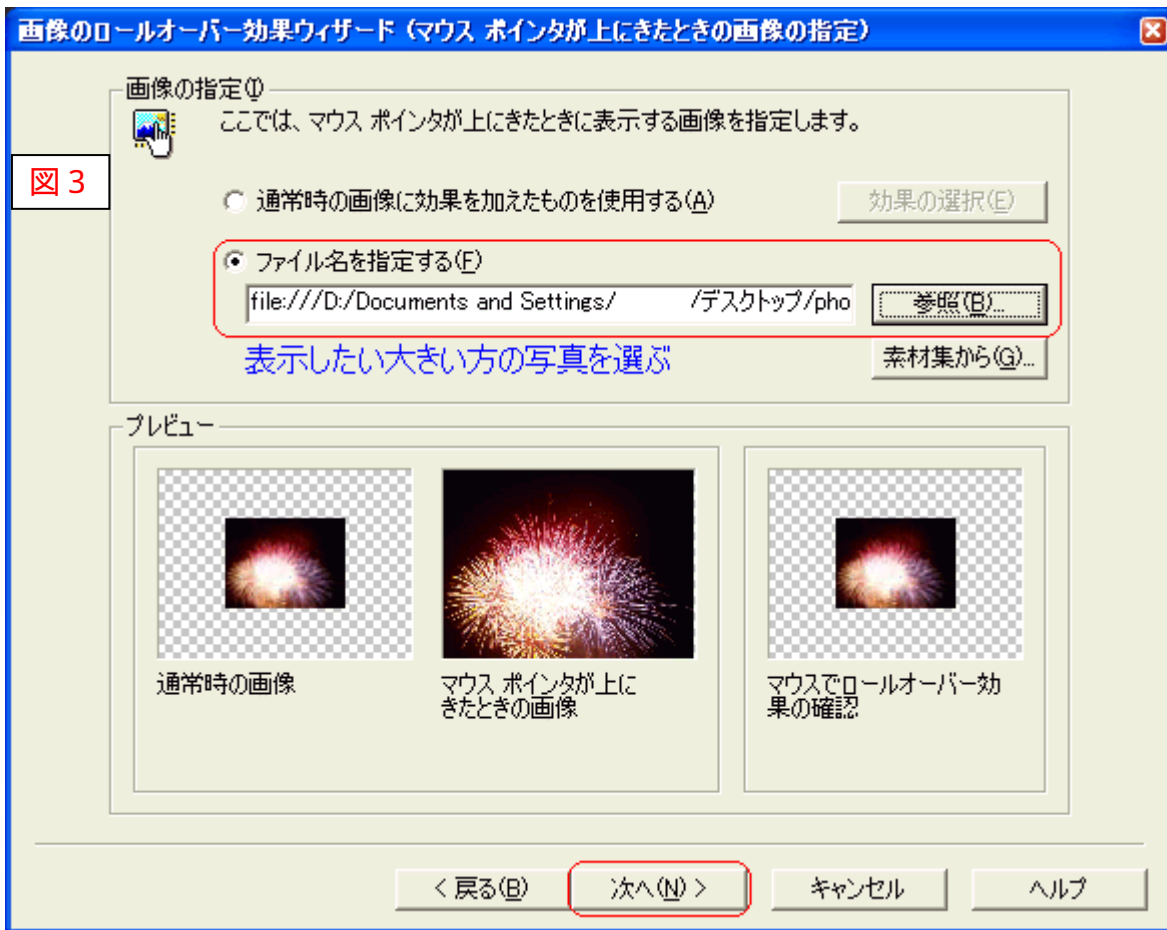 画像のロールオーバー効果ウィザード（マウス ポインタが上にきたときの画像の指定）
画像の指定(I)
ここでは、マウス ポインタが上にきたときに表示する画像を指定します。
図３
通常時の画像に効果を加えたものを使用する(A)
効果の選択(E)
ファイル名を指定する(F)
file:///D:/Documents and Settings/ /デスクトップ/pho
参照(B)...
表示したい大きい方の写真を選ぶ
素材集から(G)...
プレビュー
通常時の画像
マウス ポインタが上に
きたときの画像
マウスでロールオーバー効
果の確認
< 戻る(B)
次へ(N) >
キャンセル
ヘルプ